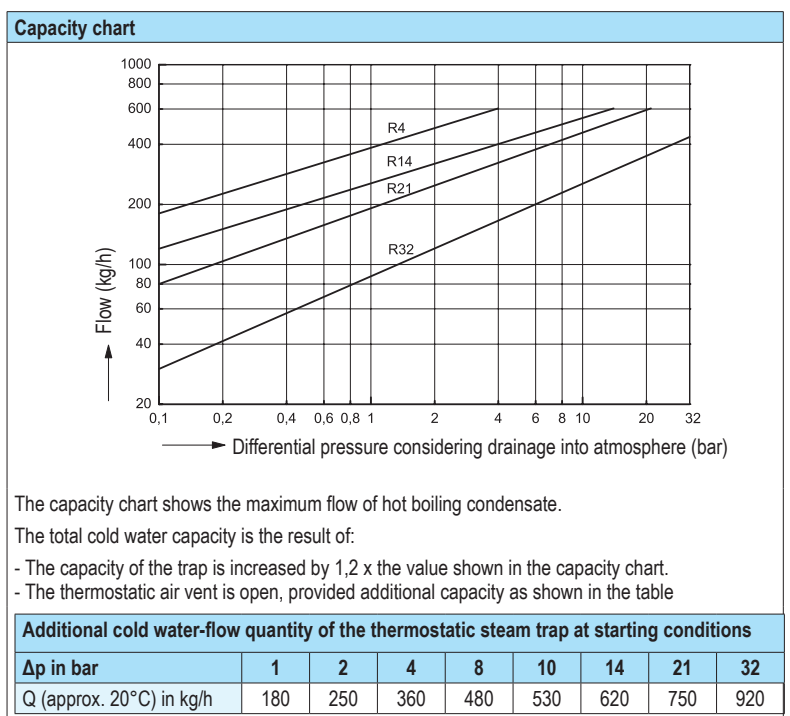 Capacity chart
1000
800
600
400
200
100
80
60
40
20
Flow (kg/h)
R4
R14
R21
R32
0,1 0,2 0,4 0,6 0,8 1 2 4 6 8 10 20 32
Differential pressure considering drainage into atmosphere (bar)
The capacity chart shows the maximum flow of hot boiling condensate.
The total cold water capacity is the result of:
- The capacity of the trap is increased by 1,2 x the value shown in the capacity chart.
- The thermostatic air vent is open, provided additional capacity as shown in the table
Additional cold water-flow quantity of the thermostatic steam trap at starting conditions
Δp in bar 1 2 4 8 10 14 21 32
Q (approx. 20°C) in kg/h 180 250 360 480 530 620 750 920